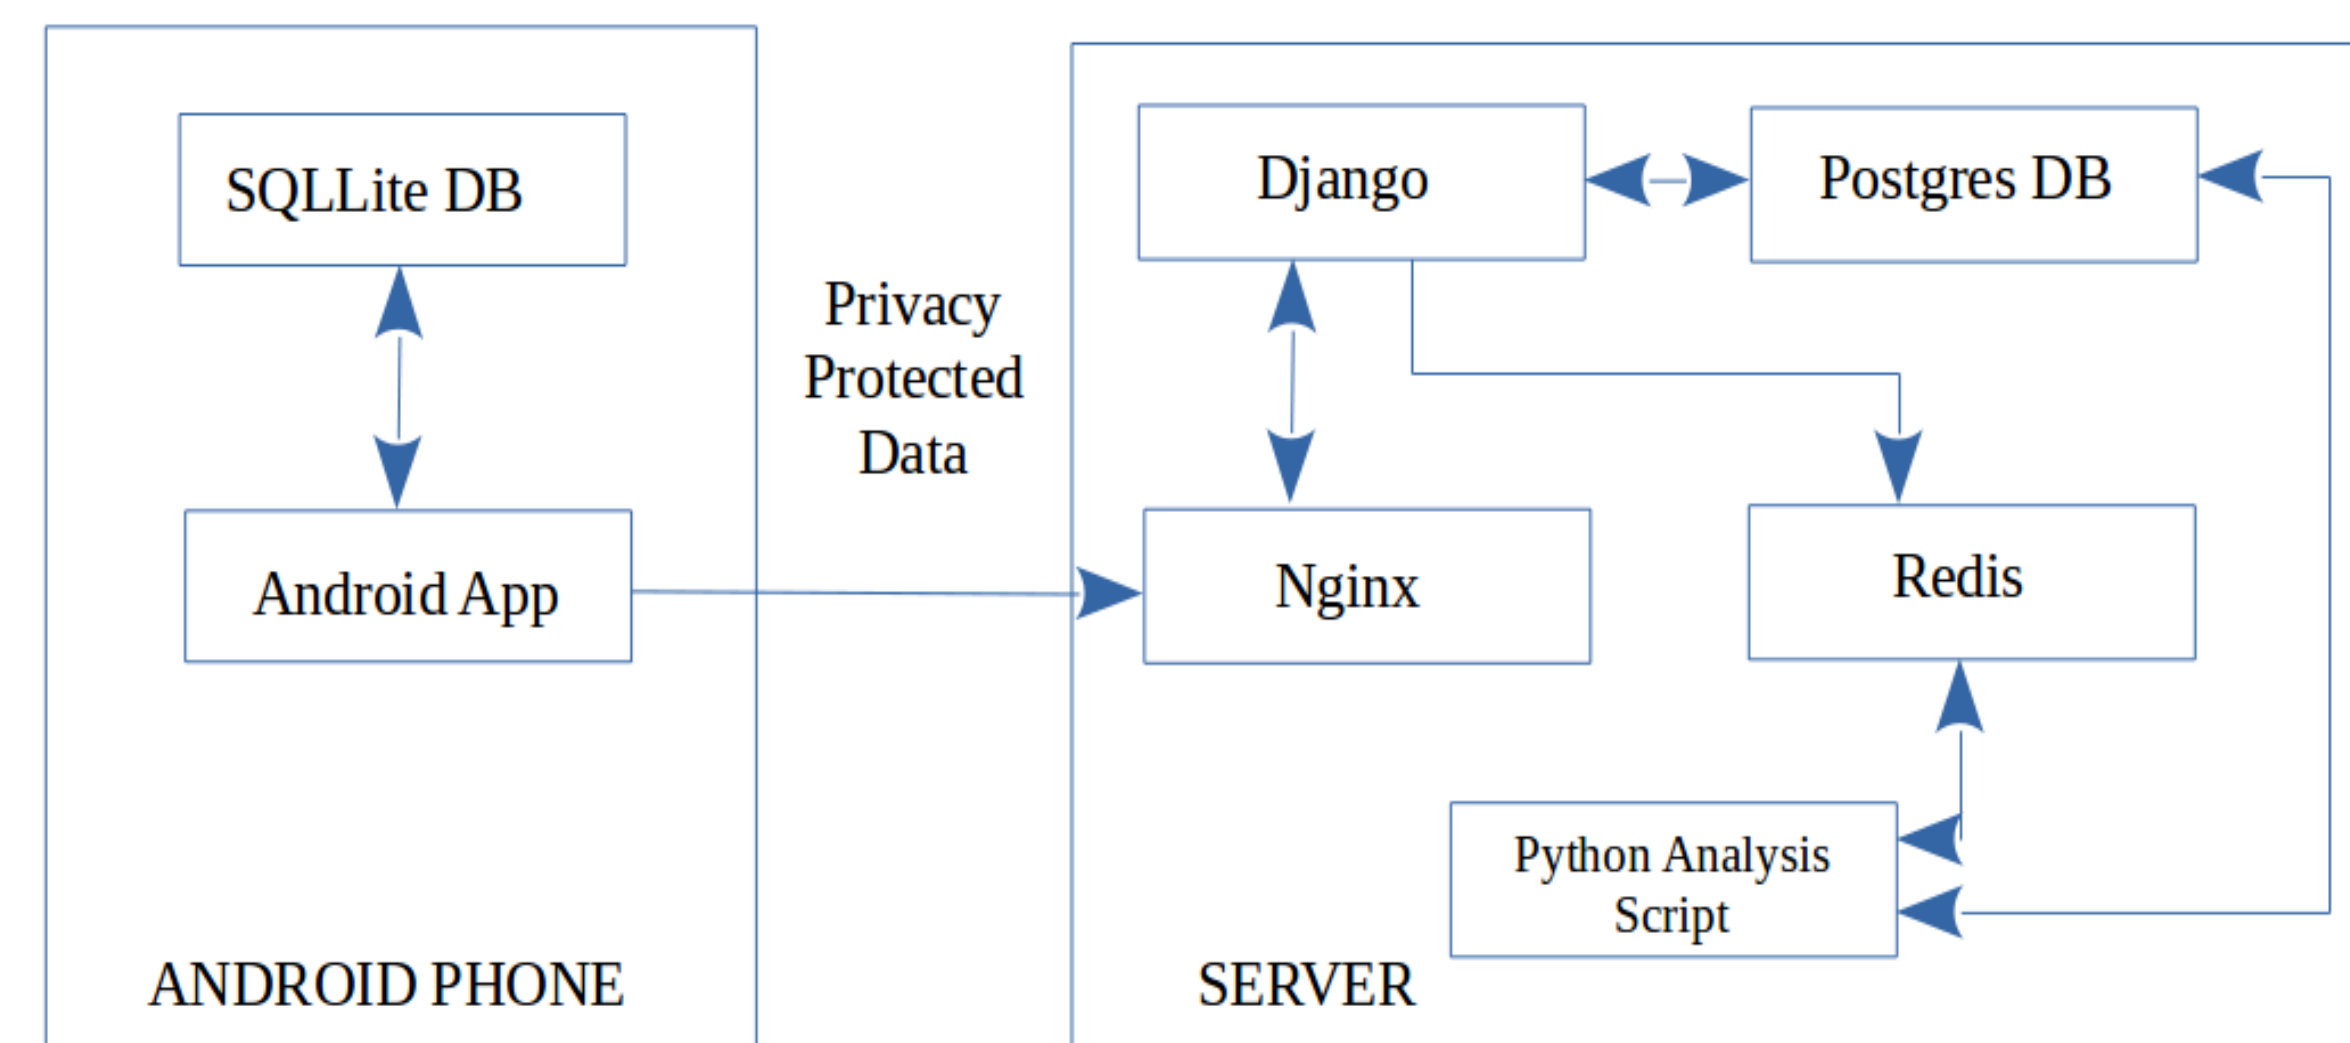 SQLLite DB
Android App
ANDROID PHONE
Privacy
Protected
Data
Django
Postgres DB
Nginx
Redis
Python Analysis
Script
SERVER